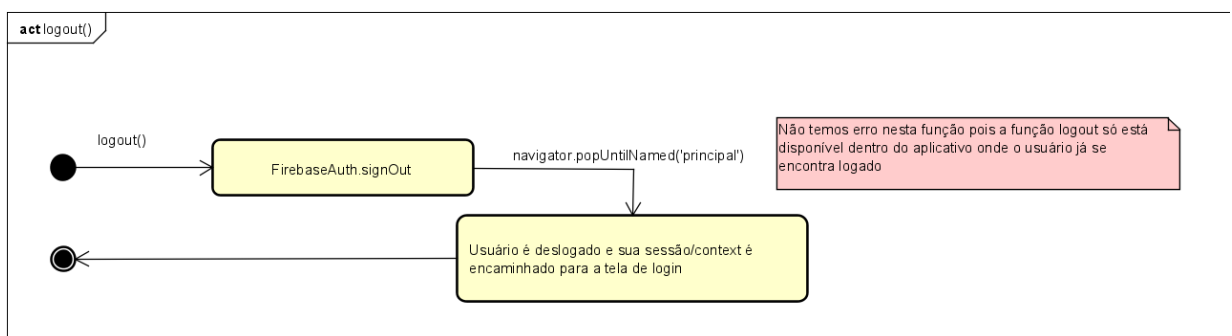 act logout()
logout()
FirebaseAuth.signOut
navigator.popUntilNamed('principal')
Não temos erro nesta função pois a função logout só está
disponível dentro do aplicativo onde o usuário já se
encontra logado
Usuário é deslogado e sua sessão/context é
encaminhado para a tela de login